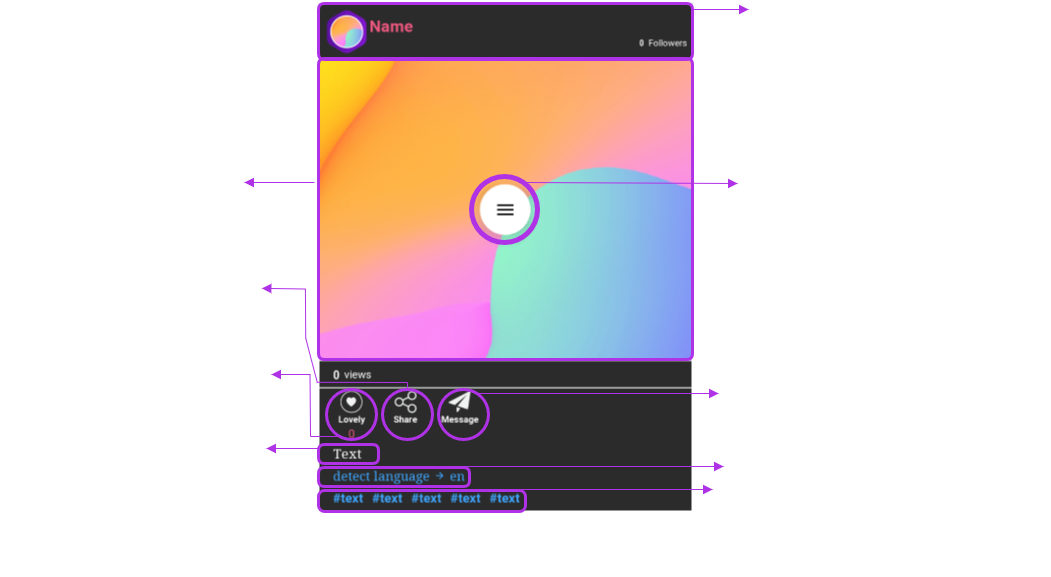 Name
0 Followers
0 views
Lovely Share Message
0
Text
detect language → en
#text #text #text #text #text